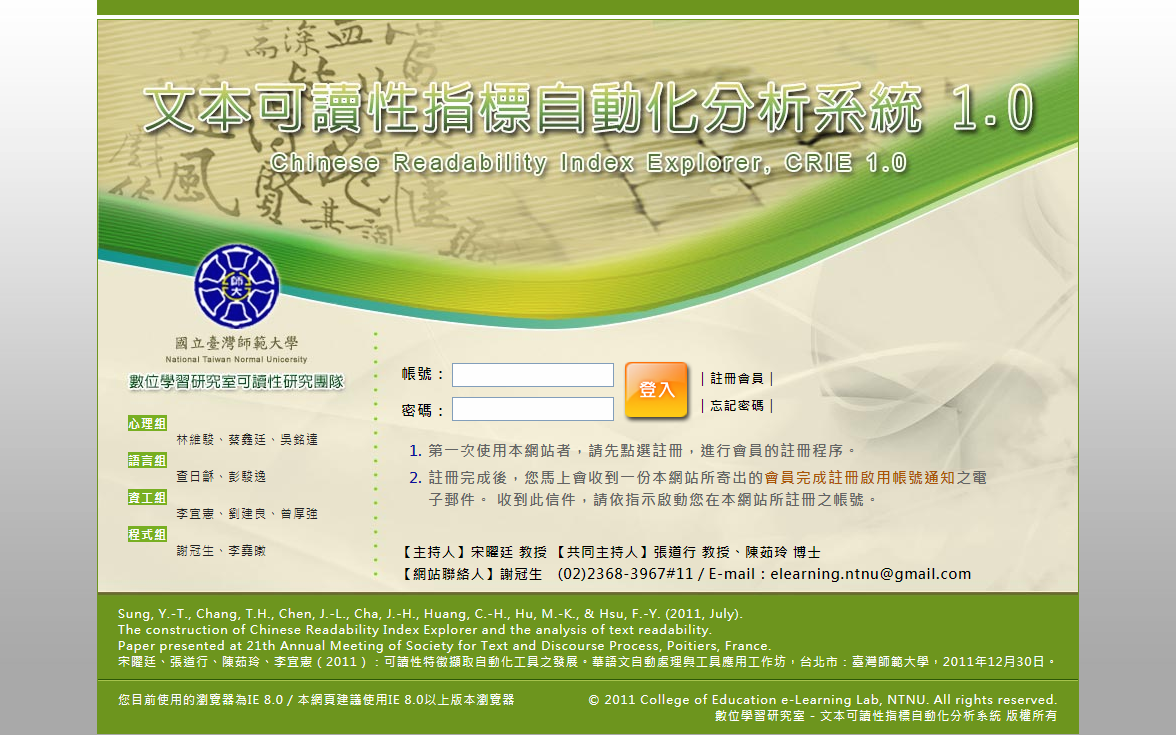 文本可讀性指標自動化分析系統 1.0
Chinese Readability Index Explorer, CRIE 1.0
師大
國立臺灣師範大學
National Taiwan Normal Unicersity
數位學習研究室可讀性研究團隊
心理組
林維駿、蔡鑫廷、吳銘達
語言組
查日龢、彭駿逸
資工組
李宜憲、劉建良、曾厚強
程式組
謝冠生、李堯暾
帳號：
密碼：
登入
| 註冊會員 |
| 忘記密碼 |
1. 第一次使用本網站者，請先點選註冊，進行會員的註冊程序。
2. 註冊完成後，您馬上會收到一份本網站所寄出的會員完成註冊啟用帳號通知之電
子郵件。 收到此信件，請依指示啟動您在本網站所註冊之帳號。
【主持人】宋曜廷 教授 【共同主持人】張道行 教授、陳茹玲 博士
【網站聯絡人】謝冠生 (02)2368-3967#11 / E-mail：elearning.ntnu@gmail.com
Sung, Y.-T., Chang, T.H., Chen, J.-L., Cha, J.-H., Huang, C.-H., Hu, M.-K., & Hsu, F.-Y. (2011, July).
The construction of Chinese Readability Index Explorer and the analysis of text readability.
Paper presented at 21th Annual Meeting of Society for Text and Discourse Process, Poitiers, France.
宋曜廷、張道行、陳茹玲、李宜憲（2011）：可讀性特徵擷取自動化工具之發展。華語文自動處理與工具應用工作坊，台北市：臺灣師範大學，2011年12月30日。
您目前使用的瀏覽器為IE 8.0 / 本網頁建議使用IE 8.0以上版本瀏覽器
© 2011 College of Education e-Learning Lab, NTNU. All rights reserved.
數位學習研究室 - 文本可讀性指標自動化分析系統 版權所有